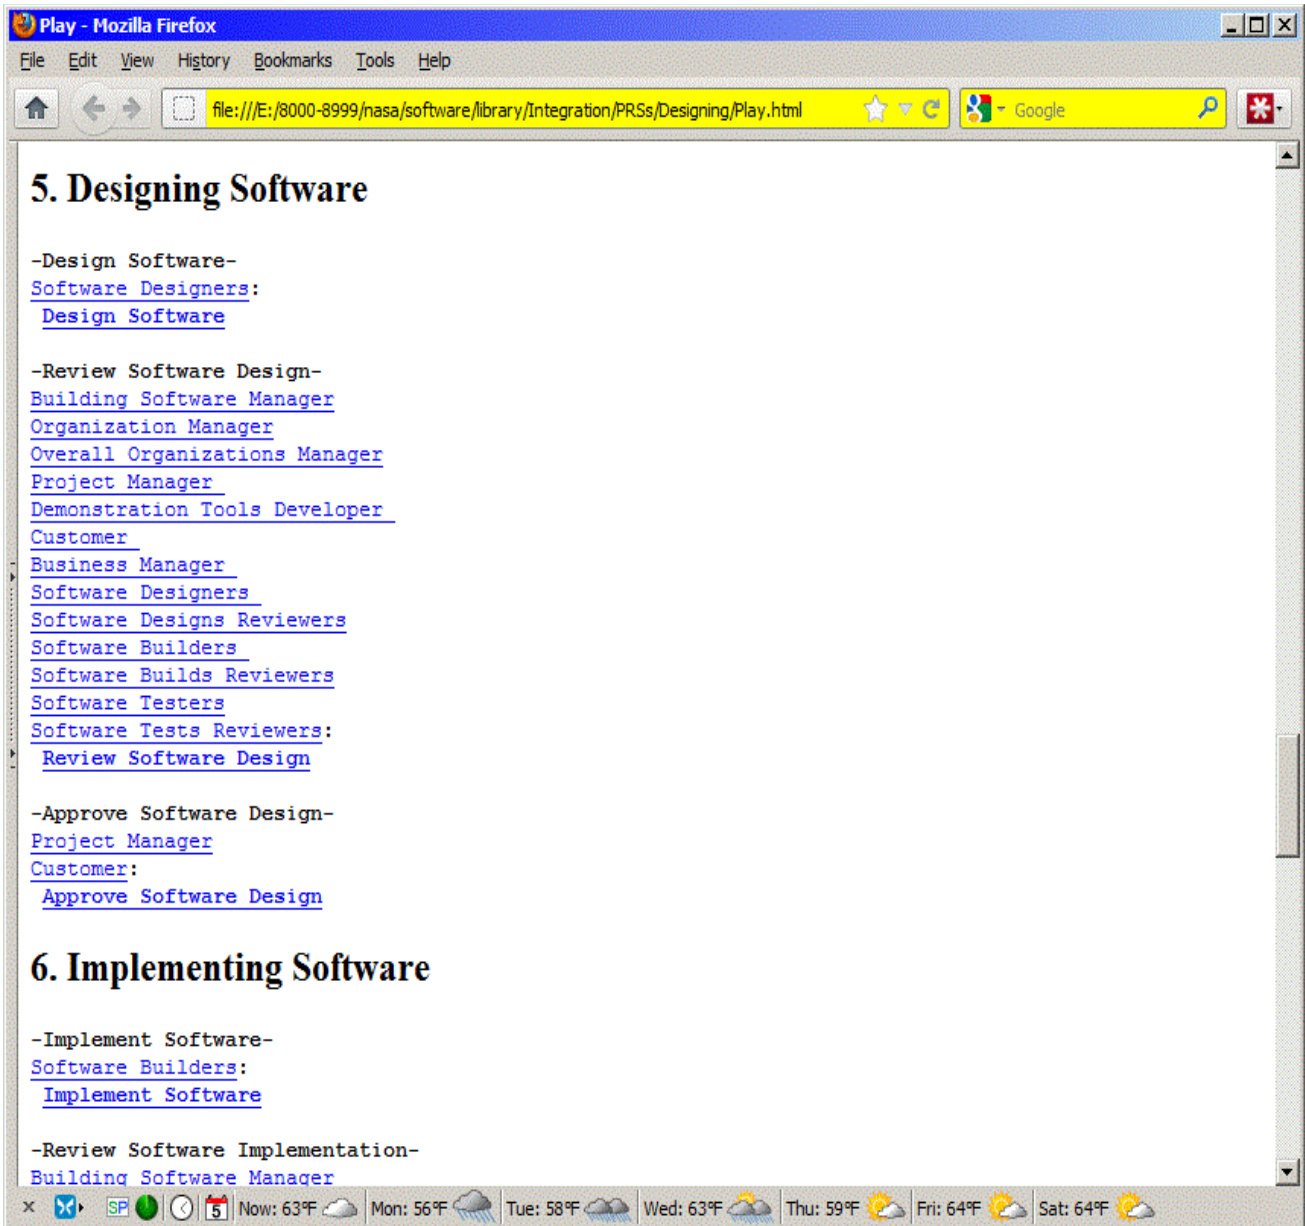 Play - Mozilla Firefox
File Edit View History Bookmarks Tools Help
file:///E:/8000-8999/nasa/software/library/Integration/PRSs/Designing/Play.html Google
5. Designing Software
-Design Software-
Software Designers:
Design Software
-Review Software Design-
Building Software Manager
Organization Manager
Overall Organizations Manager
Project Manager
Demonstration Tools Developer
Customer
Business Manager
Software Designers
Software Designs Reviewers
Software Builders
Software Builds Reviewers
Software Testers
Software Tests Reviewers:
Review Software Design
-Approve Software Design-
Project Manager
Customer:
Approve Software Design
6. Implementing Software
-Implement Software-
Software Builders:
Implement Software
-Review Software Implementation-
Building Software Manager
SP 5 Now: 63°F Mon: 56°F Tue: 58°F Wed: 63°F Thu: 59°F Fri: 64°F Sat: 64°F